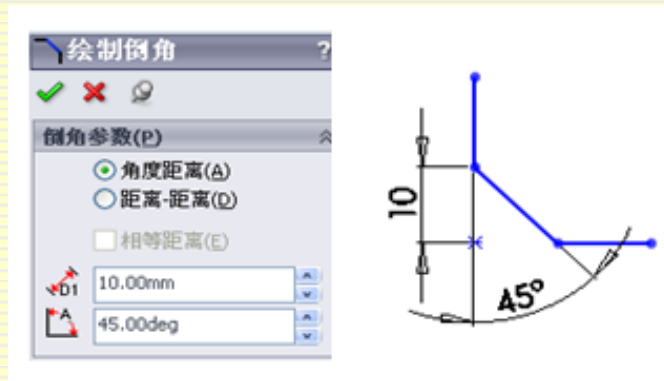 绘制倒角 ?
倒角参数(P)
角度距离(A)
距离-距离(D)
相等距离(E)
D1 10.00mm
A 45.00deg
10
45°